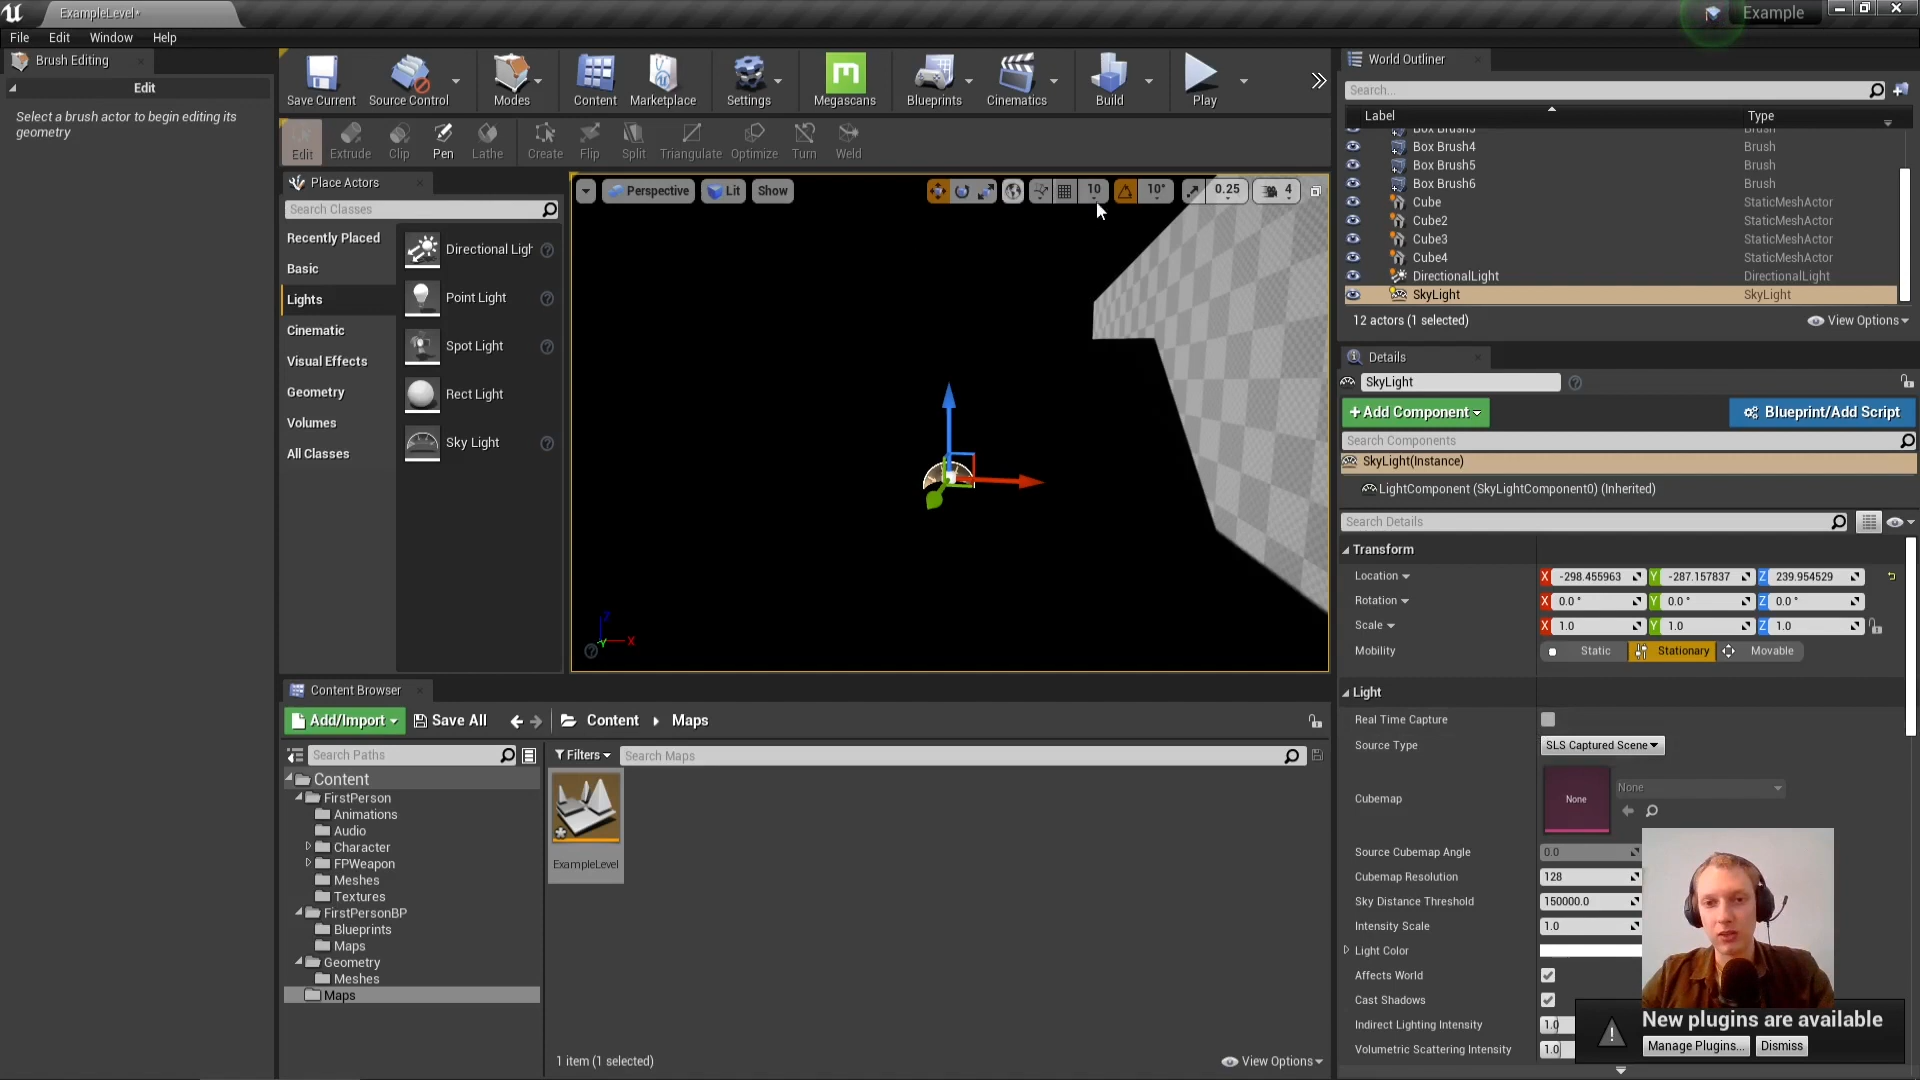 ExampleLevel*
Example
File Edit Window Help
Brush Editing
Edit
Select a brush actor to begin editing its
geometry
Save Current
Source Control
Modes
Content
Marketplace
Settings
Megascans
Blueprints
Cinematics
Build
Play
Edit
Extrude
Clip
Pen
Lathe
Create
Flip
Split
Triangulate
Optimize
Turn
Weld
Place Actors
Search Classes
Recently Placed
Basic
Lights
Cinematic
Visual Effects
Geometry
Volumes
All Classes
Directional Ligh
Point Light
Spot Light
Rect Light
Sky Light
Perspective
Lit
Show
10
10°
0.25
4
Z
X
Y
World Outliner
Search...
Label
Type
Box Brush3 Brush
Box Brush4 Brush
Box Brush5 Brush
Box Brush6 Brush
Cube StaticMeshActor
Cube2 StaticMeshActor
Cube3 StaticMeshActor
Cube4 StaticMeshActor
DirectionalLight DirectionalLight
SkyLight SkyLight
12 actors (1 selected)
View Options
Details
SkyLight
+Add Component
Blueprint/Add Script
Search Components
SkyLight(Instance)
LightComponent (SkyLightComponent0) (Inherited)
Search Details
Transform
Location X -298.455963 Y -287.157837 Z 239.954529
Rotation X 0.0 ° Y 0.0 ° Z 0.0 °
Scale X 1.0 Y 1.0 Z 1.0
Mobility Static Stationary Movable
Light
Real Time Capture
Source Type SLS Captured Scene
Cubemap None None
Source Cubemap Angle 0.0
Cubemap Resolution 128
Sky Distance Threshold 150000.0
Intensity Scale 1.0
Light Color
Affects World
Cast Shadows
Indirect Lighting Intensity 1.0
Volumetric Scattering Intensity 1.0
New plugins are available
Manage Plugins...
Dismiss
Content Browser
Add/Import
Save All
Content
Maps
Search Paths
Filters
Search Maps
Content
FirstPerson
Animations
Audio
Character
FPWeapon
Meshes
Textures
FirstPersonBP
Blueprints
Maps
Geometry
Meshes
Maps
ExampleLevel
1 item (1 selected)
View Options